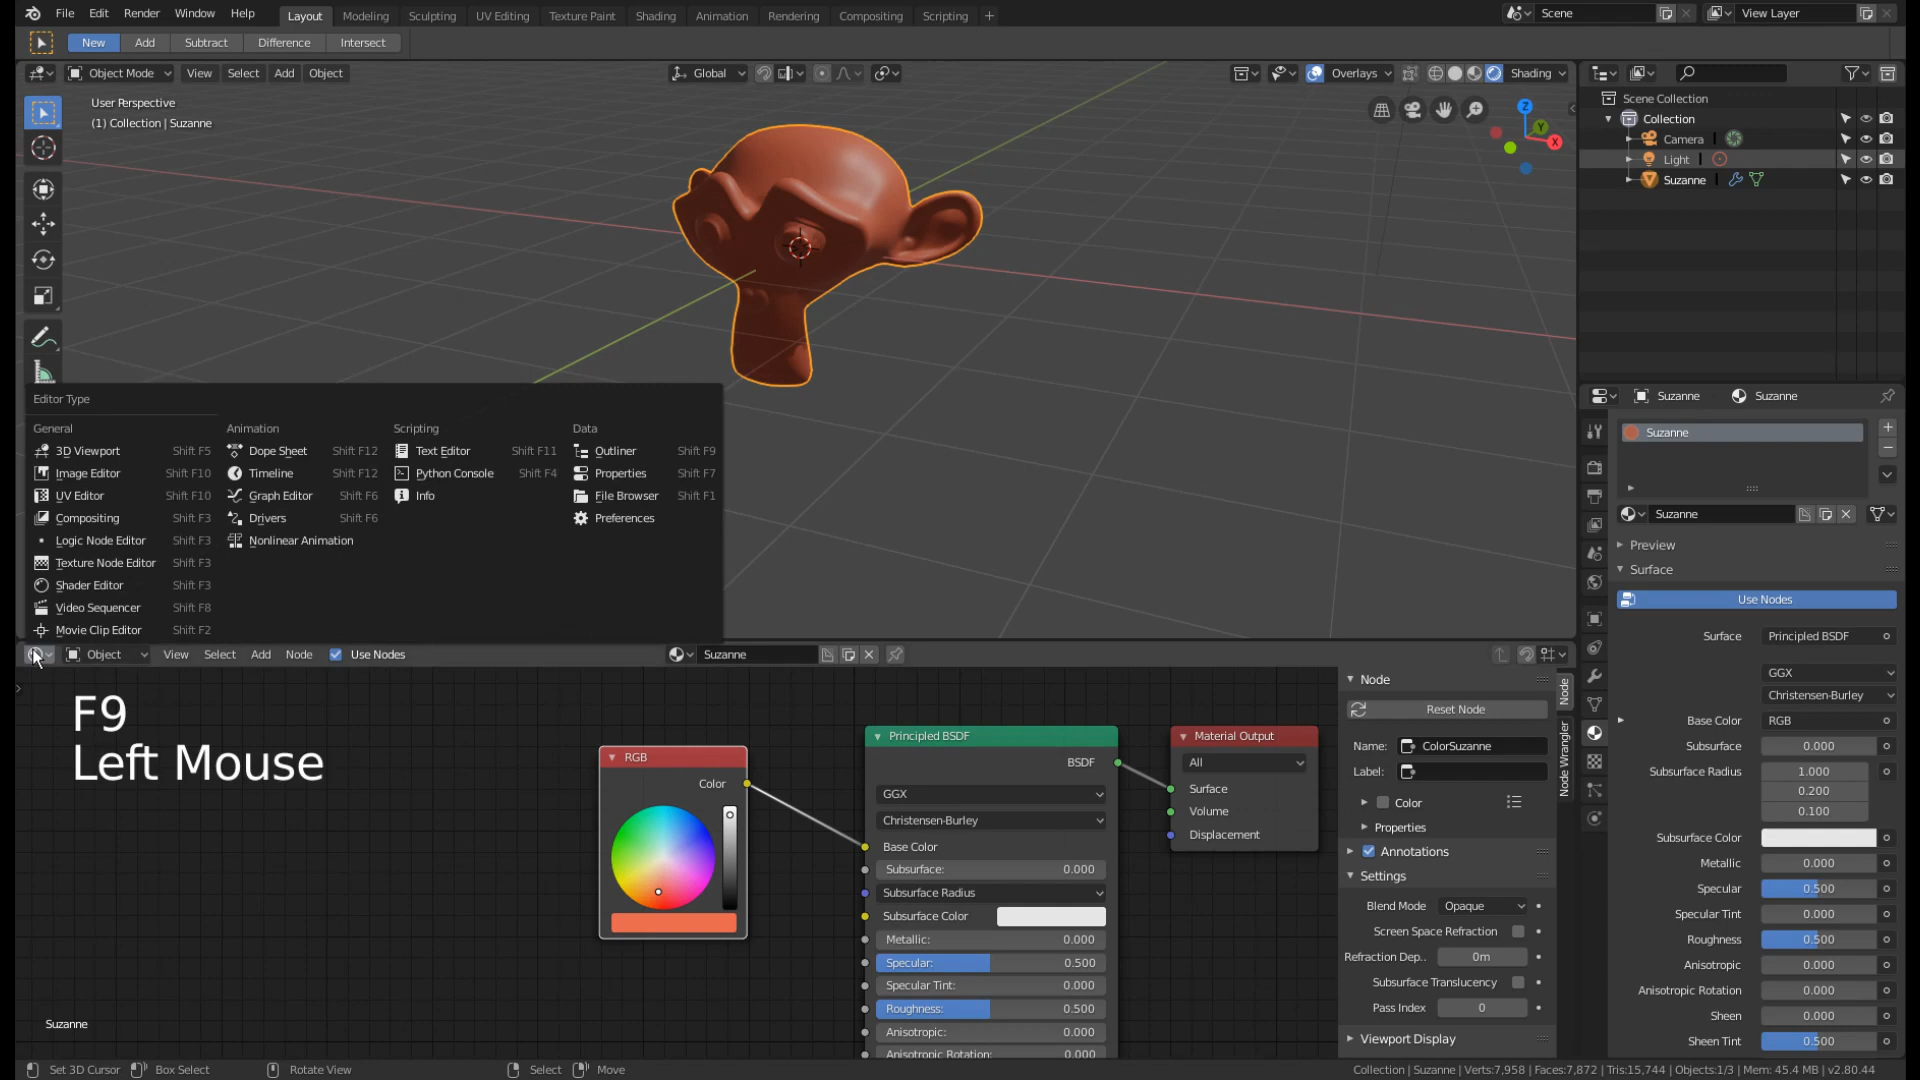 File Edit Render Window Help Layout Modeling Sculpting UV Editing Texture Paint Shading Animation Rendering Compositing Scripting + Scene View Layer
New Add Subtract Difference Intersect
Object Mode View Select Add Object Global Overlays Shading
User Perspective
(1) Collection | Suzanne
Z
Y
X
Scene Collection
Collection
Camera
Light
Suzanne
Editor Type
General
3D Viewport Shift F5
Image Editor Shift F10
UV Editor Shift F10
Compositing Shift F3
Logic Node Editor Shift F3
Texture Node Editor Shift F3
Shader Editor Shift F3
Video Sequencer Shift F8
Movie Clip Editor Shift F2
Animation
Dope Sheet Shift F12
Timeline Shift F12
Graph Editor Shift F6
Drivers Shift F6
Nonlinear Animation
Scripting
Text Editor Shift F11
Python Console Shift F4
Info
Data
Outliner Shift F9
Properties Shift F7
File Browser Shift F1
Preferences
Object View Select Add Node Use Nodes Suzanne
F9
Left Mouse
RGB
Color
Principled BSDF
BSDF
GGX
Christensen-Burley
Base Color
Subsurface: 0.000
Subsurface Radius
Subsurface Color
Metallic: 0.000
Specular: 0.500
Specular Tint: 0.000
Roughness: 0.500
Anisotropic: 0.000
Anisotropic Rotation: 0.000
Material Output
All
Surface
Volume
Displacement
Suzanne
Node
Reset Node
Name: ColorSuzanne
Label:
Color
Properties
Annotations
Settings
Blend Mode Opaque
Screen Space Refraction
Refraction Dep.. 0m
Subsurface Translucency
Pass Index 0
Viewport Display
Node
Node Wrangler
Suzanne Suzanne
Suzanne
Suzanne
Preview
Surface
Use Nodes
Surface Principled BSDF
GGX
Christensen-Burley
Base Color RGB
Subsurface 0.000
Subsurface Radius 1.000
0.200
0.100
Subsurface Color
Metallic 0.000
Specular 0.500
Specular Tint 0.000
Roughness 0.500
Anisotropic 0.000
Anisotropic Rotation 0.000
Sheen 0.000
Sheen Tint 0.500
Set 3D Cursor Box Select Rotate View Select Move Collection | Suzanne | Verts:7,958 | Faces:7,872 | Tris:15,744 | Objects:1/3 | Mem: 45.4 MB | v2.80.44